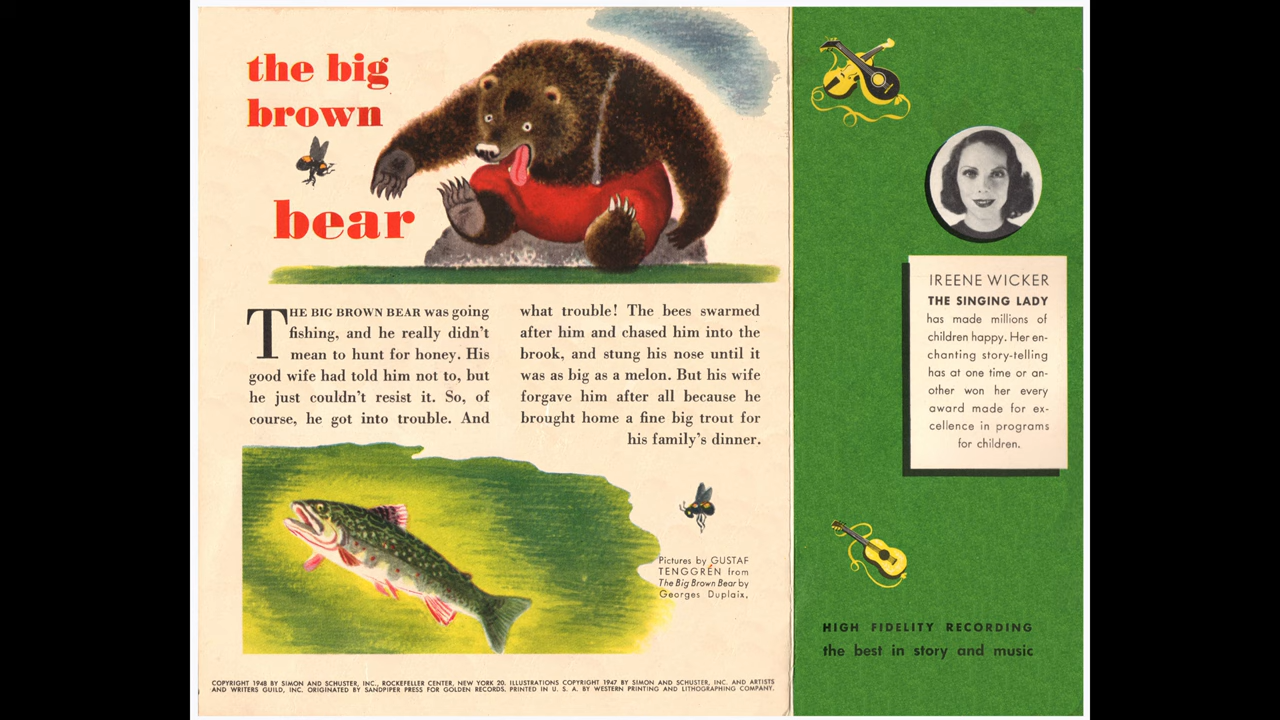 the big
brown
bear
THE BIG BROWN BEAR was going
fishing, and he really didn't
mean to hunt for honey. His
good wife had told him not to, but
he just couldn't resist it. So, of
course, he got into trouble. And
what trouble! The bees swarmed
after him and chased him into the
brook, and stung his nose until it
was as big as a melon. But his wife
forgave him after all because he
brought home a fine big trout for
his family's dinner.
Pictures by GUSTAF
TENGGREN from
The Big Brown Bear by
Georges Duplaix,
COPYRIGHT 1948 BY SIMON AND SCHUSTER, INC., ROCKEFELLER CENTER, NEW YORK 20. ILLUSTRATIONS COPYRIGHT 1947 BY SIMON AND SCHUSTER, INC. AND ARTISTS
AND WRITERS GUILD, INC. ORIGINATED BY SANDPIPER PRESS FOR GOLDEN RECORDS. PRINTED IN U. S. A. BY WESTERN PRINTING AND LITHOGRAPHING COMPANY.
IREENE WICKER
THE SINGING LADY
has made millions of
children happy. Her en-
chanting story-telling
has at one time or an-
other won her every
award made for ex-
cellence in programs
for children.
HIGH FIDELITY RECORDING
the best in story and music